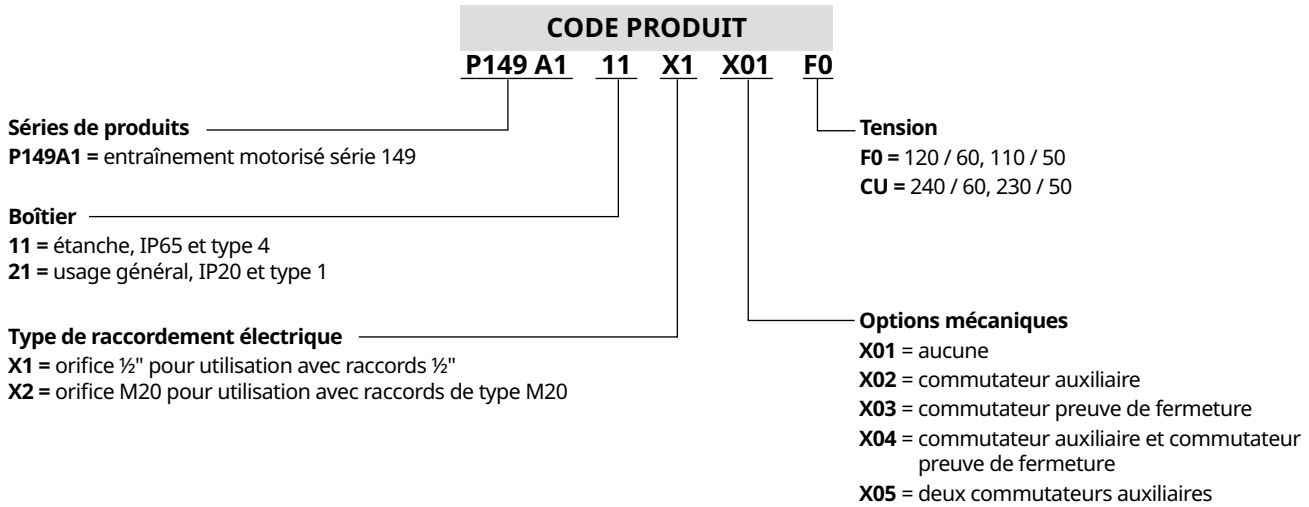 CODE PRODUIT
P149 A1 11 X1 X01 F0
Séries de produits
P149A1 = entraînement motorisé série 149
Boîtier
11 = étanche, IP65 et type 4
21 = usage général, IP20 et type 1
Type de raccordement électrique
X1 = orifice ½" pour utilisation avec raccords ½"
X2 = orifice M20 pour utilisation avec raccords de type M20
Tension
F0 = 120 / 60, 110 / 50
CU = 240 / 60, 230 / 50
Options mécaniques
X01 = aucune
X02 = commutateur auxiliaire
X03 = commutateur preuve de fermeture
X04 = commutateur auxiliaire et commutateur
preuve de fermeture
X05 = deux commutateurs auxiliaires